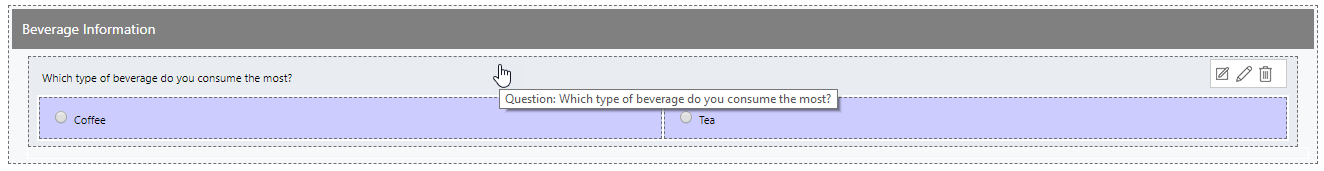 Beverage Information
Which type of beverage do you consume the most?
Question: Which type of beverage do you consume the most?
Coffee
Tea